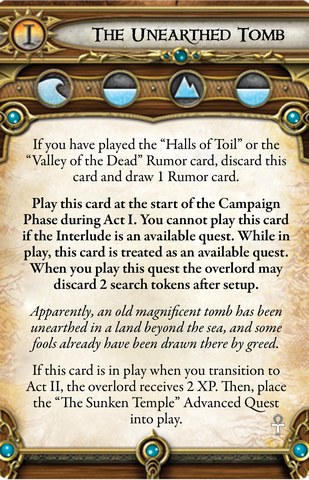 I
The Unearthed Tomb
If you have played the “Halls of Toil” or the
“Valley of the Dead” Rumor card, discard this
card and draw 1 Rumor card.
Play this card at the start of the Campaign
Phase during Act I. You cannot play this card
if the Interlude is an available quest. While in
play, this card is treated as an available quest.
When you play this quest the overlord may
discard 2 search tokens after setup.
Apparently, an old magnificent tomb has been
unearthed in a land beyond the sea, and some
fools already have been drawn there by greed.
If this card is in play when you transition to
Act II, the overlord receives 2 XP. Then, place
the “The Sunken Temple” Advanced Quest
into play.